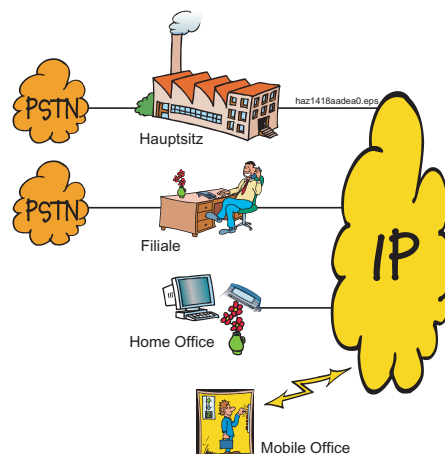 PSTN
haz1418aadea0.eps
Hauptsitz
PSTN
Filiale
IP
Home Office
Mobile Office